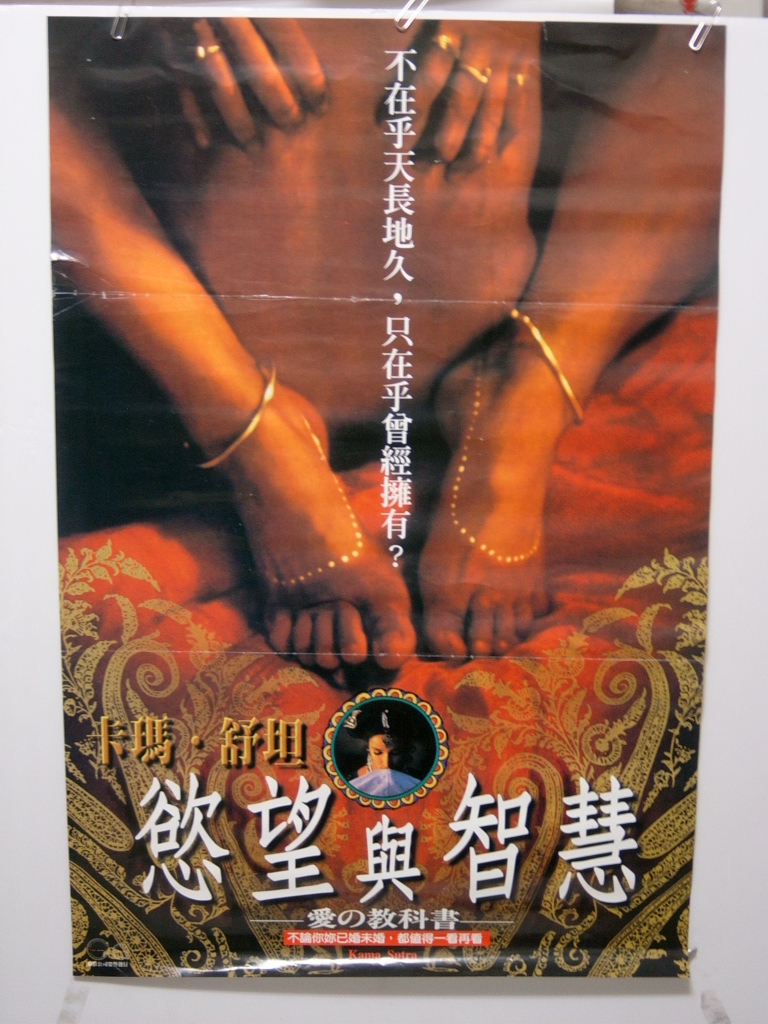 不在乎天長地久，只在乎曾經擁有？
卡瑪·舒坦
慾望與智慧
愛の教科書
不論你妳已婚未婚，都值得一看再看
Kama Sutra